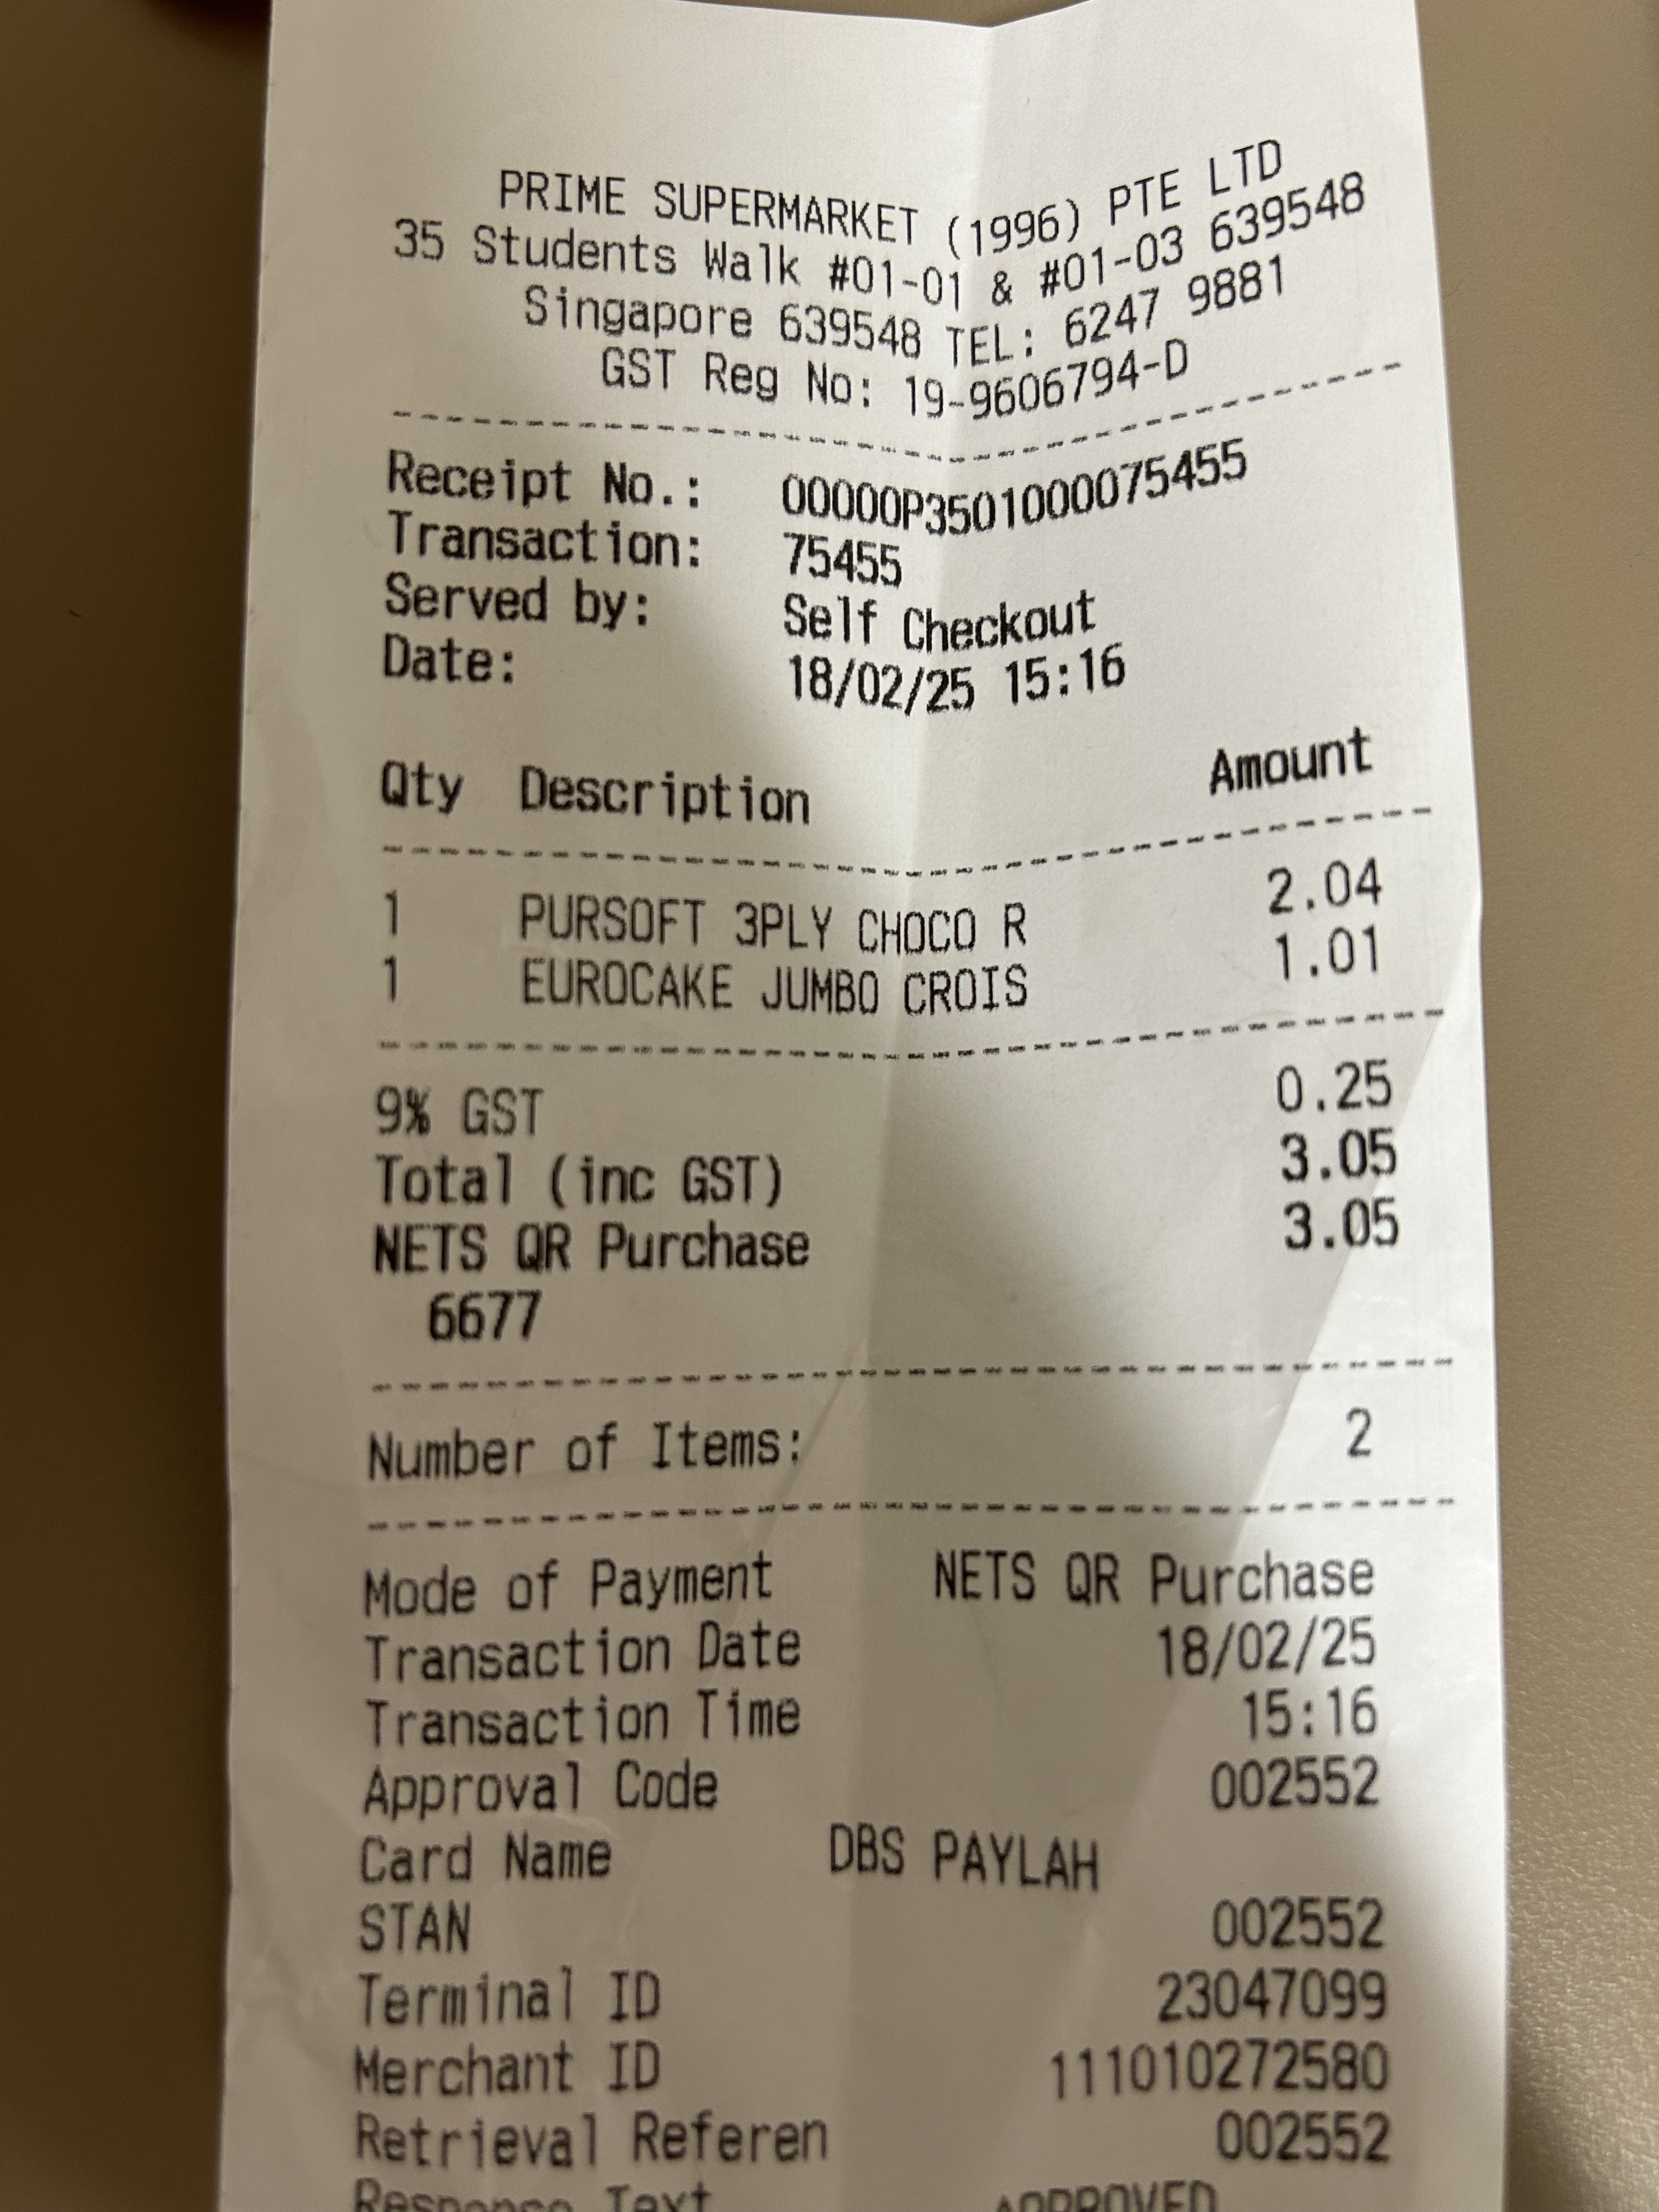 PRIME SUPERMARKET (1996) PTE LTD
35 Students Walk #01-01 & #01-03 639548
Singapore 639548 TEL: 6247 9881
GST Reg No: 19-9606794-D
Receipt No.: 00000P3501000075455
Transaction: 75455
Served by: Self Checkout
Date: 18/02/25 15:16
Qty Description Amount
1 PURSOFT 3PLY CHOCO R 2.04
1 EUROCAKE JUMBO CROIS 1.01
9% GST 0.25
Total (inc GST) 3.05
NETS QR Purchase 3.05
6677
Number of Items: 2
Mode of Payment NETS QR Purchase
Transaction Date 18/02/25
Transaction Time 15:16
Approval Code 002552
Card Name DBS PAYLAH
STAN 002552
Terminal ID 23047099
Merchant ID 111010272580
Retrieval Referen 002552
Response Text APPROVED